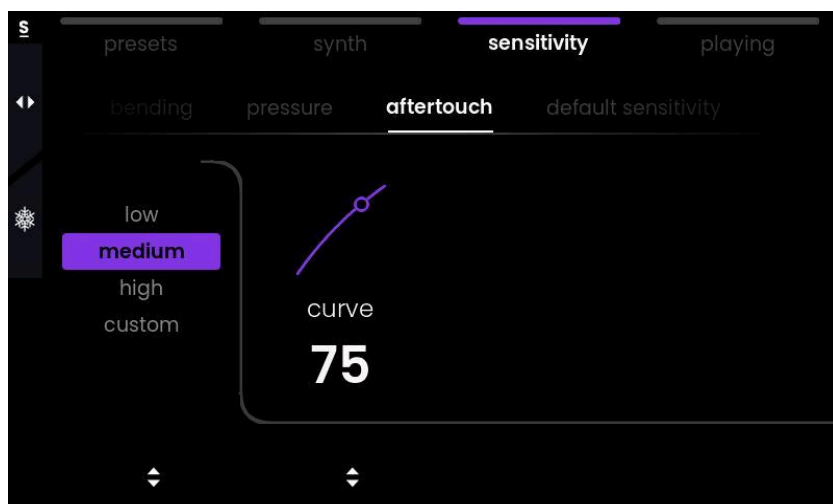 S
presets synth sensitivity playing
bending pressure aftertouch default sensitivity
low
medium
high
custom
curve
75